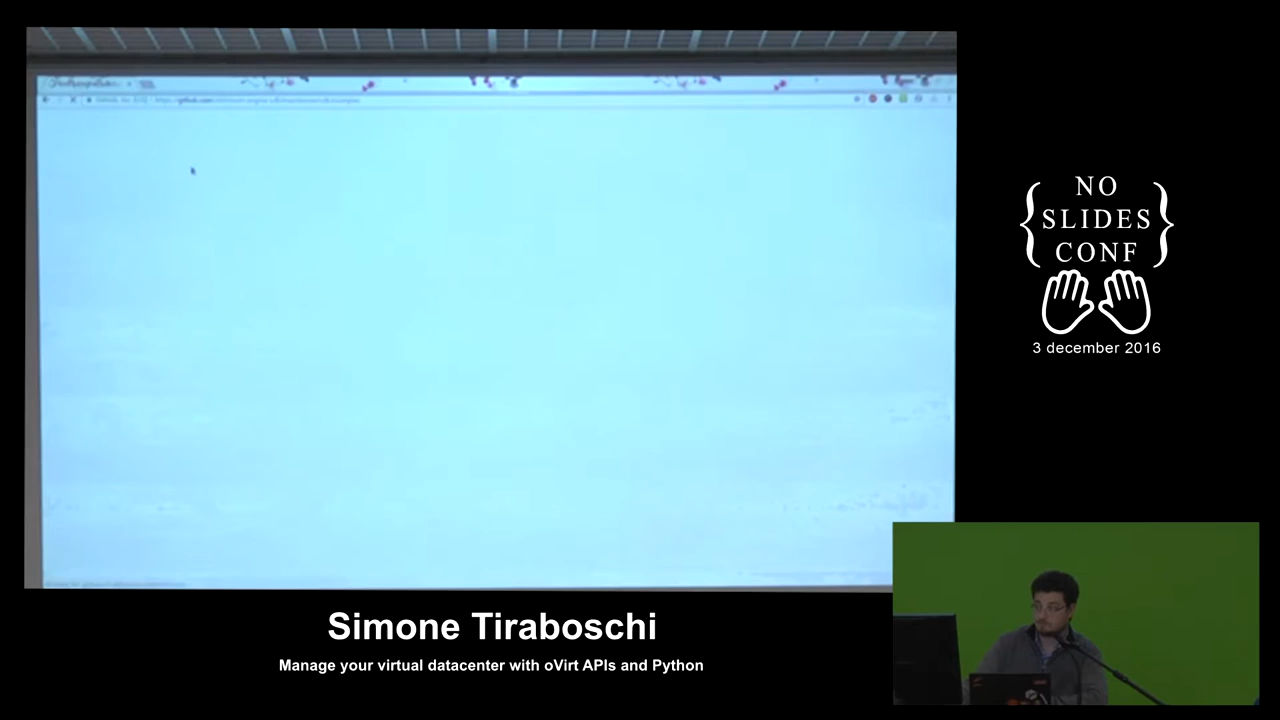 NO
SLIDES
CONF
3 december 2016
Simone Tiraboschi
Manage your virtual datacenter with oVirt APIs and Python